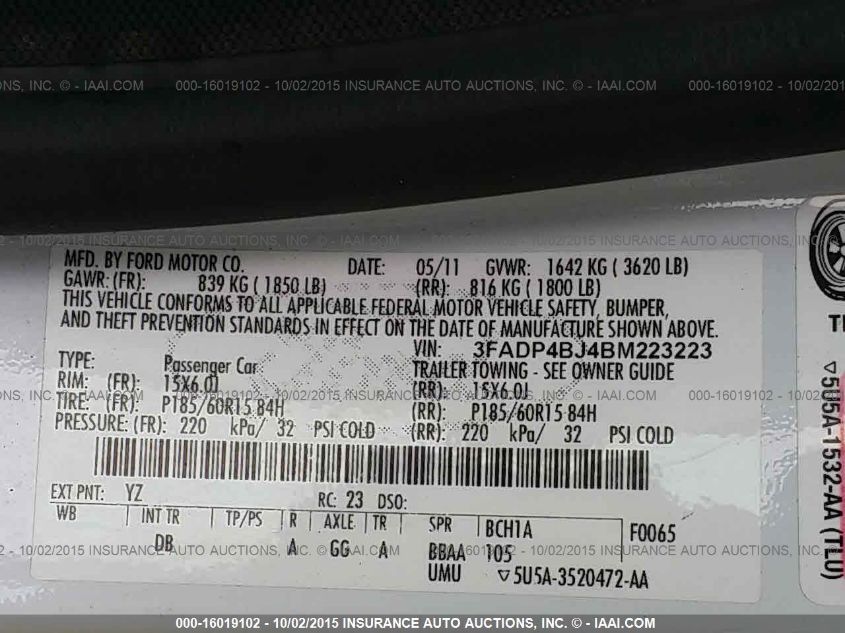 000-16019102 - 10/02/2015 INSURANCE AUTO AUCTIONS, INC. © - IAAI.COM
MFD. BY FORD MOTOR CO. DATE: 05/11 GVWR: 1642 KG ( 3620 LB)
GAWR: (FR): 839 KG ( 1850 LB) (RR): 816 KG ( 1800 LB)
THIS VEHICLE CONFORMS TO ALL APPLICABLE FEDERAL MOTOR VEHICLE SAFETY, BUMPER,
AND THEFT PREVENTION STANDARDS IN EFFECT ON THE DATE OF MANUFACTURE SHOWN ABOVE.
VIN: 3FADP4BJ4BM223223
TYPE: Passenger Car TRAILER TOWING - SEE OWNER GUIDE
RIM: (FR): 15X6.0J (RR): 15X6.0J
TIRE: (FR): P185/60R15 84H (RR): P185/60R15 84H
PRESSURE: (FR): 220 kPa/ 32 PSI COLD (RR): 220 kPa/ 32 PSI COLD
EXT PNT: YZ RC: 23 DSO:
WB INT TR TP/PS R AXLE TR SPR BCH1A F0065
DB A GG A BBAA 105
UMU ▽5U5A-3520472-AA
▽5U5A-1532-AA (TLU)
000-16019102 - 10/02/2015 INSURANCE AUTO AUCTIONS, INC. © - IAAI.COM